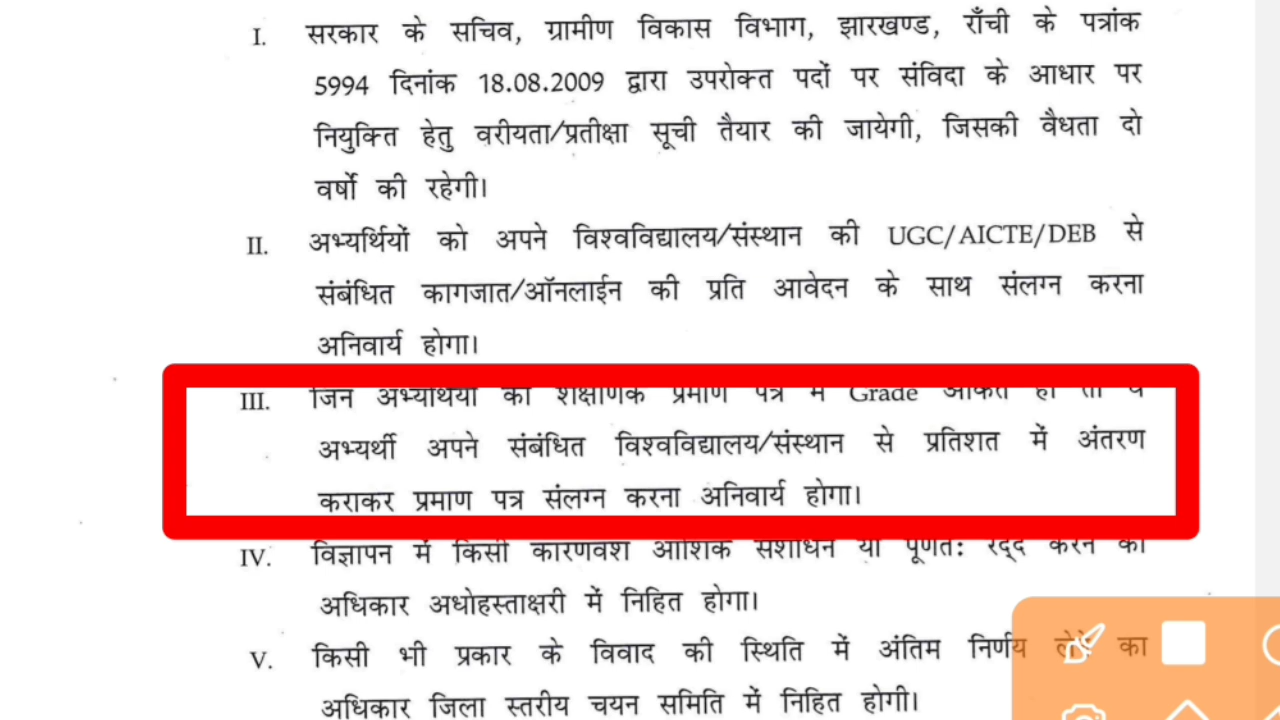 I. सरकार के सचिव, ग्रामीण विकास विभाग, झारखण्ड, राँची के पत्रांक
5994 दिनांक 18.08.2009 द्वारा उपरोक्त पदों पर संविदा के आधार पर
नियुक्ति हेतु वरीयता/प्रतीक्षा सूची तैयार की जायेगी, जिसकी वैधता दो
वर्षों की रहेगी।
II. अभ्यर्थियों को अपने विश्वविद्यालय/संस्थान की UGC/AICTE/DEB से
संबंधित कागजात/ऑनलाईन की प्रति आवेदन के साथ संलग्न करना
अनिवार्य होगा।
III. जिन अभ्यर्थियों का शैक्षणिक प्रमाण पत्र में Grade अंकित हो तो वे
अभ्यर्थी अपने संबंधित विश्वविद्यालय/संस्थान से प्रतिशत में अंतरण
कराकर प्रमाण पत्र संलग्न करना अनिवार्य होगा।
IV. विज्ञापन में किसी कारणवश आंशिक संशोधन या पूर्णत: रद्द करने का
अधिकार अधोहस्ताक्षरी में निहित होगा।
V. किसी भी प्रकार के विवाद की स्थिति में अंतिम निर्णय लेने का
अधिकार जिला स्तरीय चयन समिति में निहित होगी।